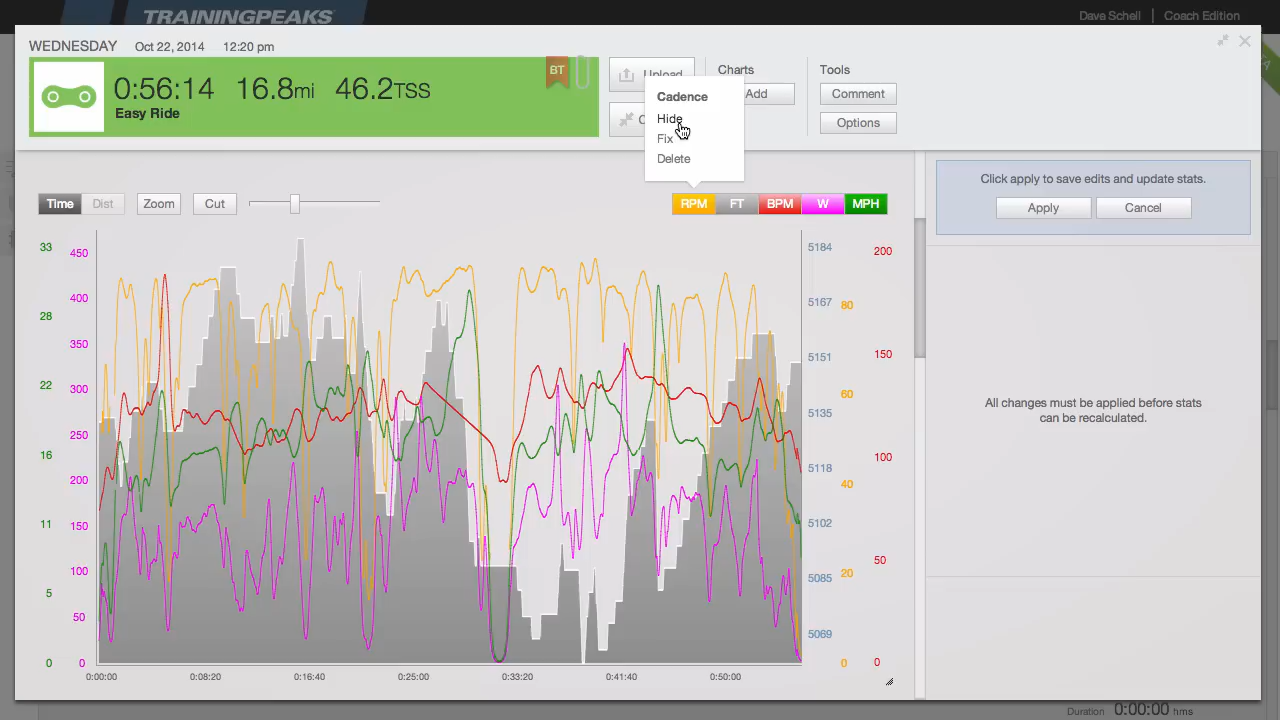 TRAININGPEAKS
Dave Schell | Coach Edition
WEDNESDAY Oct 22, 2014 12:20 pm
0:56:14 16.8mi 46.2TSS
Easy Ride
BT
Upload
Charts
Add
Tools
Comment
Options
Cadence
Hide
Fix
Delete
Time Dist Zoom Cut
RPM FT BPM W MPH
Click apply to save edits and update stats.
Apply Cancel
All changes must be applied before stats
can be recalculated.
33 450 5184 200
400 5167 80
28
350 5151 150
22 300 60
250 5135
16 200 5118 100
40
11 150 5102
100 5085 50
20
5 50 5069
0 0 0 0
0:00:00 0:08:20 0:16:40 0:25:00 0:33:20 0:41:40 0:50:00
Duration 0:00:00 hms